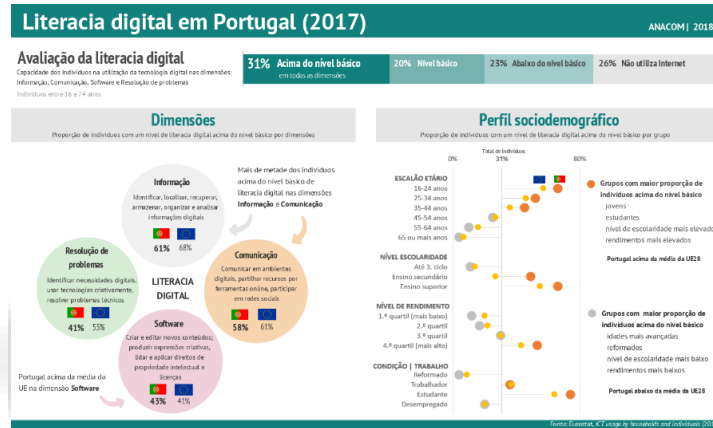 Literacia digital em Portugal (2017)
ANACOM | 2018
Avaliação da literacia digital
Capacidade dos indivíduos na utilização da tecnologia digital nas dimensões:
Informação, Comunicação, Software e Resolução de problemas
Indivíduos entre 16 e 74 anos
31% Acima do nível básico
em todas as dimensões
20% Nível básico
23% Abaixo do nível básico
26% Não utiliza Internet
Dimensões
Proporção de indivíduos com um nível de literacia digital acima do nível básico por dimensões
Informação
Identificar, localizar, recuperar,
armazenar, organizar e analisar
informações digitais
61% 68%
Mais de metade dos indivíduos
acima do nível básico de
literacia digital nas dimensões
Informação e Comunicação
Resolução de
problemas
Identificar necessidades digitais,
usar tecnologias criativamente,
resolver problemas técnicos
41% 55%
LITERACIA
DIGITAL
Comunicação
Comunicar em ambientes
digitais, partilhar recursos por
ferramentas online, participar
em redes sociais
58% 61%
Software
Criar e editar novos conteúdos;
produzir expressões criativas,
lidar e aplicar direitos de
propriedade intelectual e
licenças
43% 41%
Portugal acima da média da
UE na dimensão Software
Perfil sociodemográfico
Proporção de indivíduos com um nível de literacia digital acima do nível básico por grupo
Total de indivíduos
0% 31% 80%
ESCALÃO ETÁRIO
16-24 anos
25-34 anos
35-44 anos
45-54 anos
55-64 anos
65 ou mais anos
NÍVEL ESCOLARIDADE
Até 3. ciclo
Ensino secundário
Ensino superior
NÍVEL DE RENDIMENTO
1.º quartil (mais baixo)
2.º quartil
3.º quartil
4.º quartil (mais alto)
CONDIÇÃO | TRABALHO
Reformado
Trabalhador
Estudante
Desempregado
Grupos com maior proporção de
indivíduos acima do nível básico
jovens
estudantes
nível de escolaridade mais elevado
rendimentos mais elevados
Portugal acima da média da UE28
Grupos com maior proporção de
indivíduos acima do nível básico
idades mais avançadas
reformados
nível de escolaridade mais baixo
rendimentos mais baixos
Portugal abaixo da média da UE28
Fonte: Eurostat, ICT usage by households and individuals (201